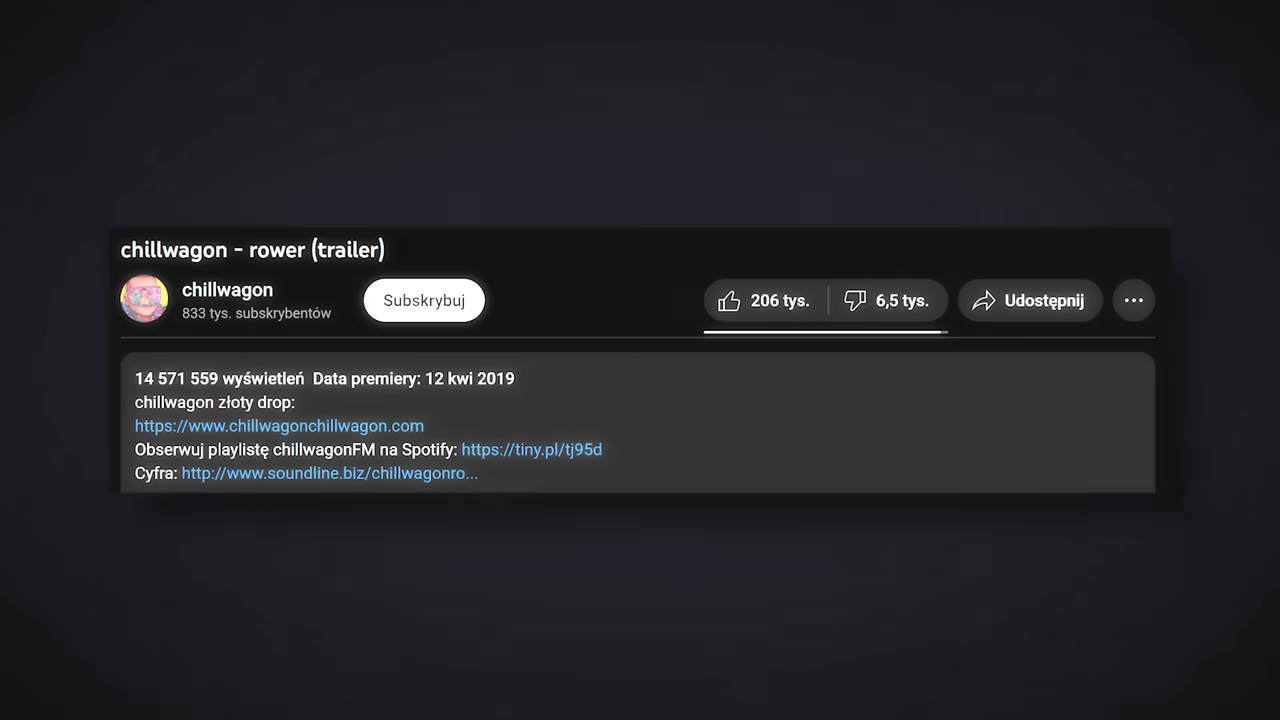 chillwagon - rower (trailer)
chillwagon
833 tys. subskrybentów
Subskrybuj
206 tys.
6,5 tys.
Udostępnij
14 571 559 wyświetleń Data premiery: 12 kwi 2019
chillwagon złoty drop:
https://www.chillwagonchillwagon.com
Obserwuj playlistę chillwagonFM na Spotify: https://tiny.pl/tj95d
Cyfra: http://www.soundline.biz/chillwagonro...